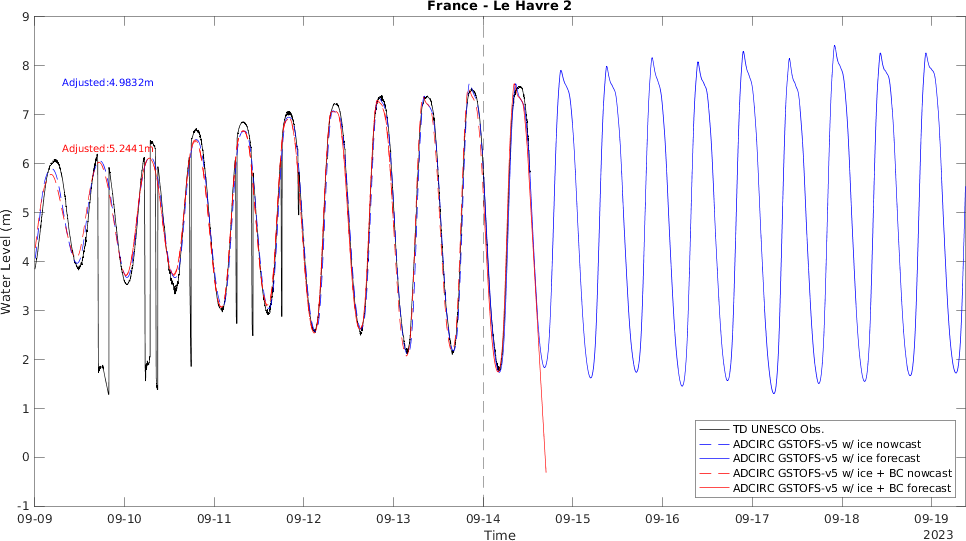 France - Le Havre 2
9
8
7
6
5
4
3
2
1
0
-1
Water Level (m)
Adjusted:4.9832m
Adjusted:5.2441m
TD UNESCO Obs.
ADCIRC GSTOFS-v5 w/ ice nowcast
ADCIRC GSTOFS-v5 w/ ice forecast
ADCIRC GSTOFS-v5 w/ ice + BC nowcast
ADCIRC GSTOFS-v5 w/ ice + BC forecast
09-09 09-10 09-11 09-12 09-13 09-14 09-15 09-16 09-17 09-18 09-19
Time
2023